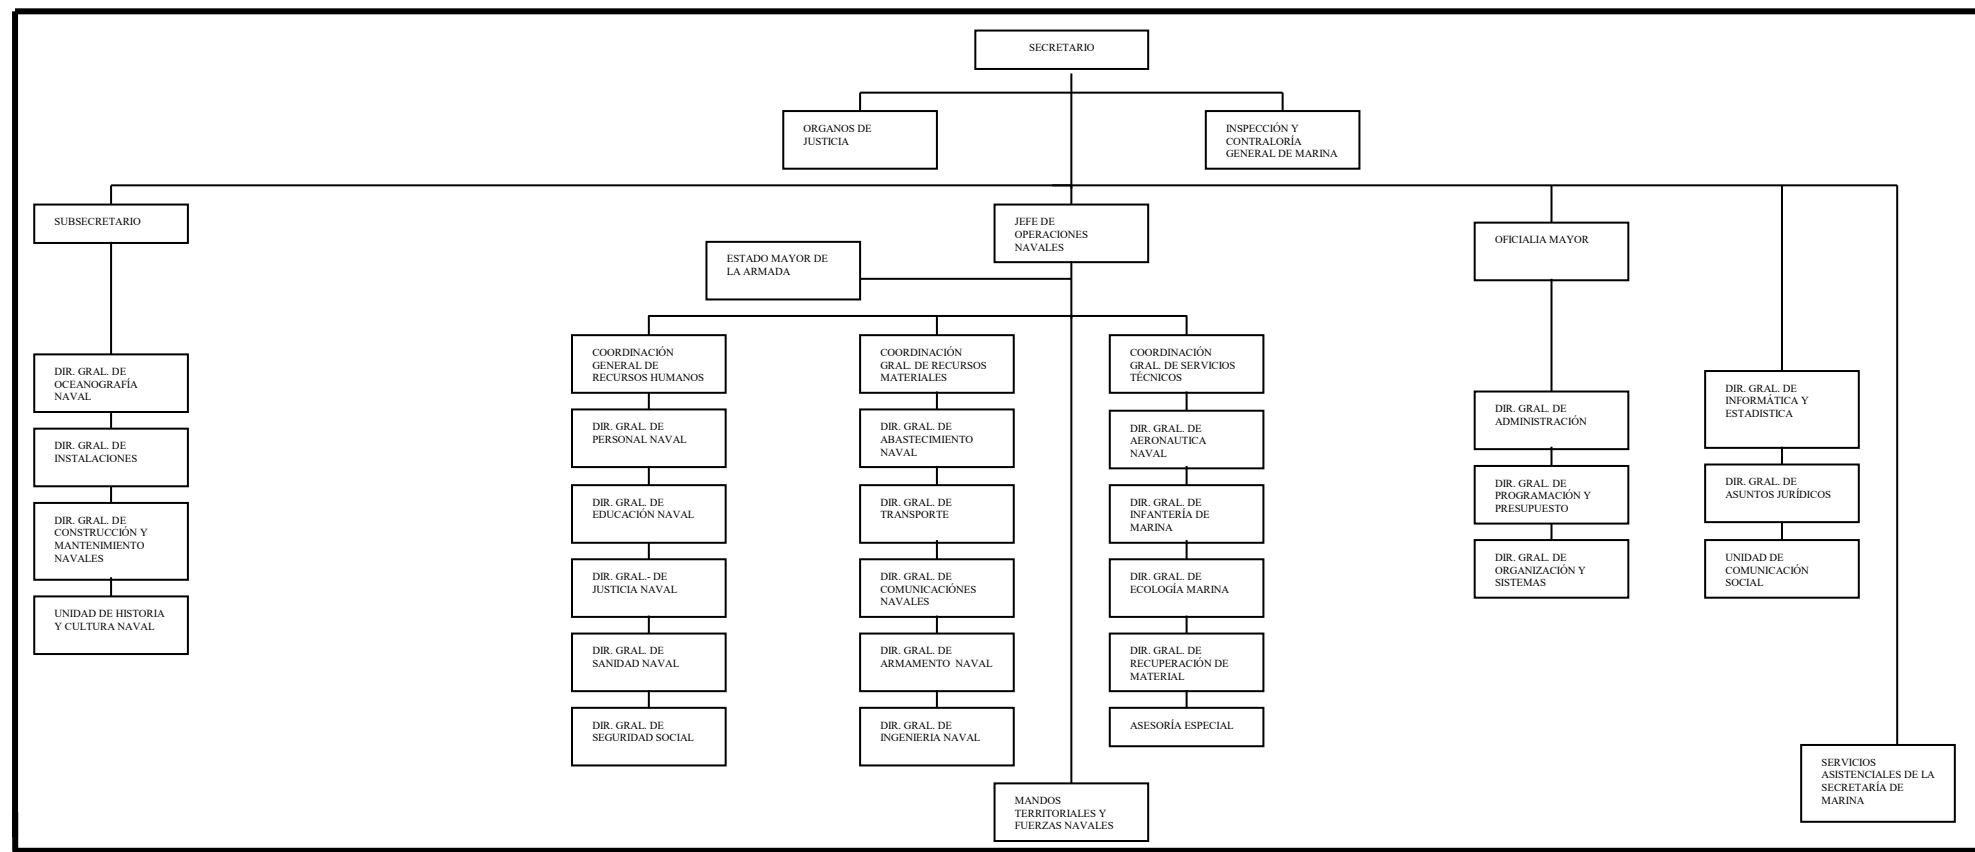 SECRETARIO
ORGANOS DE
JUSTICIA
INSPECCIÓN Y
CONTRALORÍA
GENERAL DE MARINA
SUBSECRETARIO
JEFE DE
OPERACIONES
NAVALES
OFICIALIA MAYOR
ESTADO MAYOR DE
LA ARMADA
DIR. GRAL. DE
OCEANOGRAFÍA
NAVAL
DIR. GRAL. DE
INSTALACIONES
DIR. GRAL. DE
CONSTRUCCIÓN Y
MANTENIMIENTO
NAVALES
UNIDAD DE HISTORIA
Y CULTURA NAVAL
COORDINACIÓN
GENERAL DE
RECURSOS HUMANOS
DIR. GRAL. DE
PERSONAL NAVAL
DIR. GRAL. DE
EDUCACIÓN NAVAL
DIR. GRAL.- DE
JUSTICIA NAVAL
DIR. GRAL. DE
SANIDAD NAVAL
DIR. GRAL. DE
SEGURIDAD SOCIAL
COORDINACIÓN
GRAL. DE RECURSOS
MATERIALES
DIR. GRAL. DE
ABASTECIMIENTO
NAVAL
DIR. GRAL. DE
TRANSPORTE
DIR. GRAL. DE
COMUNICACIÓNES
NAVALES
DIR. GRAL. DE
ARMAMENTO  NAVAL
DIR. GRAL. DE
INGENIERIA NAVAL
COORDINACIÓN
GRAL. DE SERVICIOS
TÉCNICOS
DIR. GRAL. DE
AERONAUTICA
NAVAL
DIR. GRAL. DE
INFANTERÍA DE
MARINA
DIR. GRAL. DE
ECOLOGÍA MARINA
DIR. GRAL. DE
RECUPERACIÓN DE
MATERIAL
ASESORÍA ESPECIAL
MANDOS
TERRITORIALES Y
FUERZAS NAVALES
DIR. GRAL. DE
ADMINISTRACIÓN
DIR. GRAL. DE
PROGRAMACIÓN Y
PRESUPUESTO
DIR. GRAL. DE
ORGANIZACIÓN Y
SISTEMAS
DIR. GRAL. DE
INFORMÁTICA Y
ESTADISTICA
DIR. GRAL. DE
ASUNTOS JURÍDICOS
UNIDAD DE
COMUNICACIÓN
SOCIAL
SERVICIOS
ASISTENCIALES DE LA
SECRETARÍA DE
MARINA